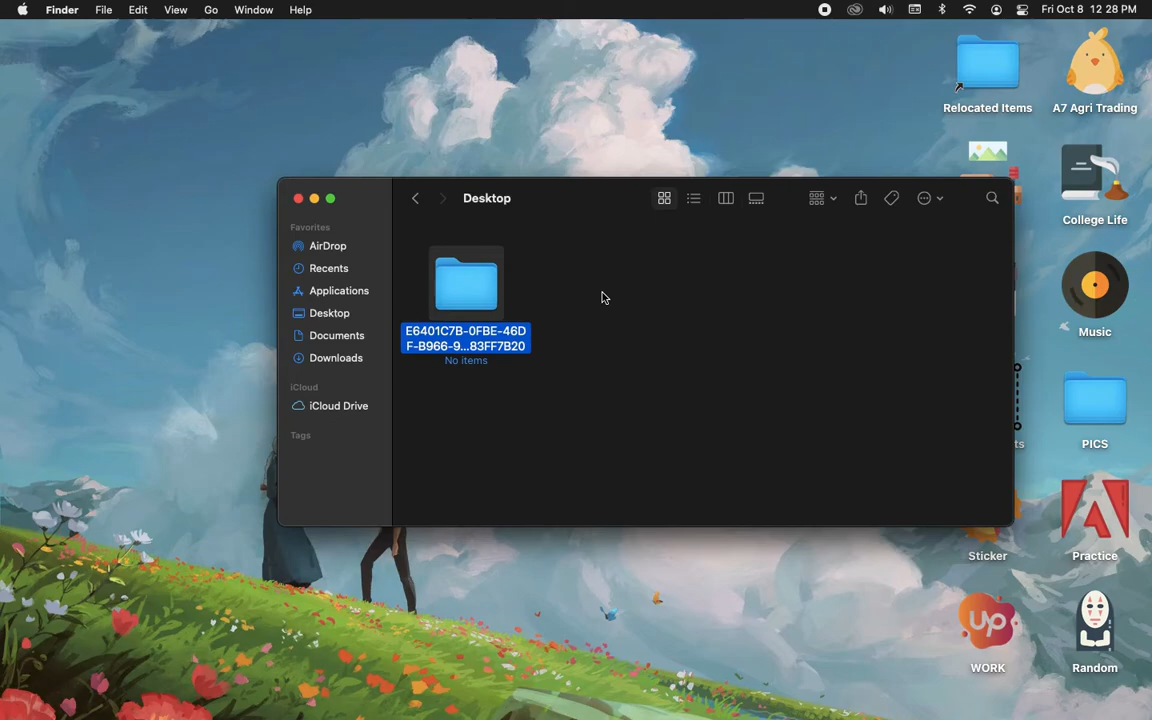 Finder File Edit View Go Window Help
Fri Oct 8 12 28 PM
Relocated Items
A7 Agri Trading
College Life
Music
ts
PICS
Sticker
Practice
up
WORK
Random
Desktop
Favorites
AirDrop
Recents
Applications
Desktop
Documents
Downloads
iCloud
iCloud Drive
Tags
E6401C7B-0FBE-46D
F-B966-9...83FF7B20
No items